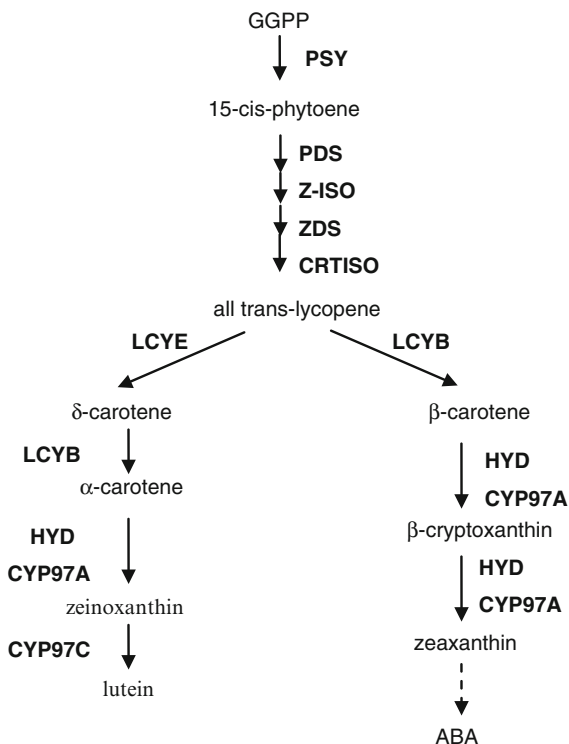 GGPP
PSY
15-cis-phytoene
PDS
Z-ISO
ZDS
CRTISO
all trans-lycopene
LCYE
LCYB
δ-carotene
β-carotene
LCYB
HYD
α-carotene
CYP97A
β-cryptoxanthin
HYD
CYP97A
HYD
zeinoxanthin
CYP97A
CYP97C
zeaxanthin
lutein
ABA